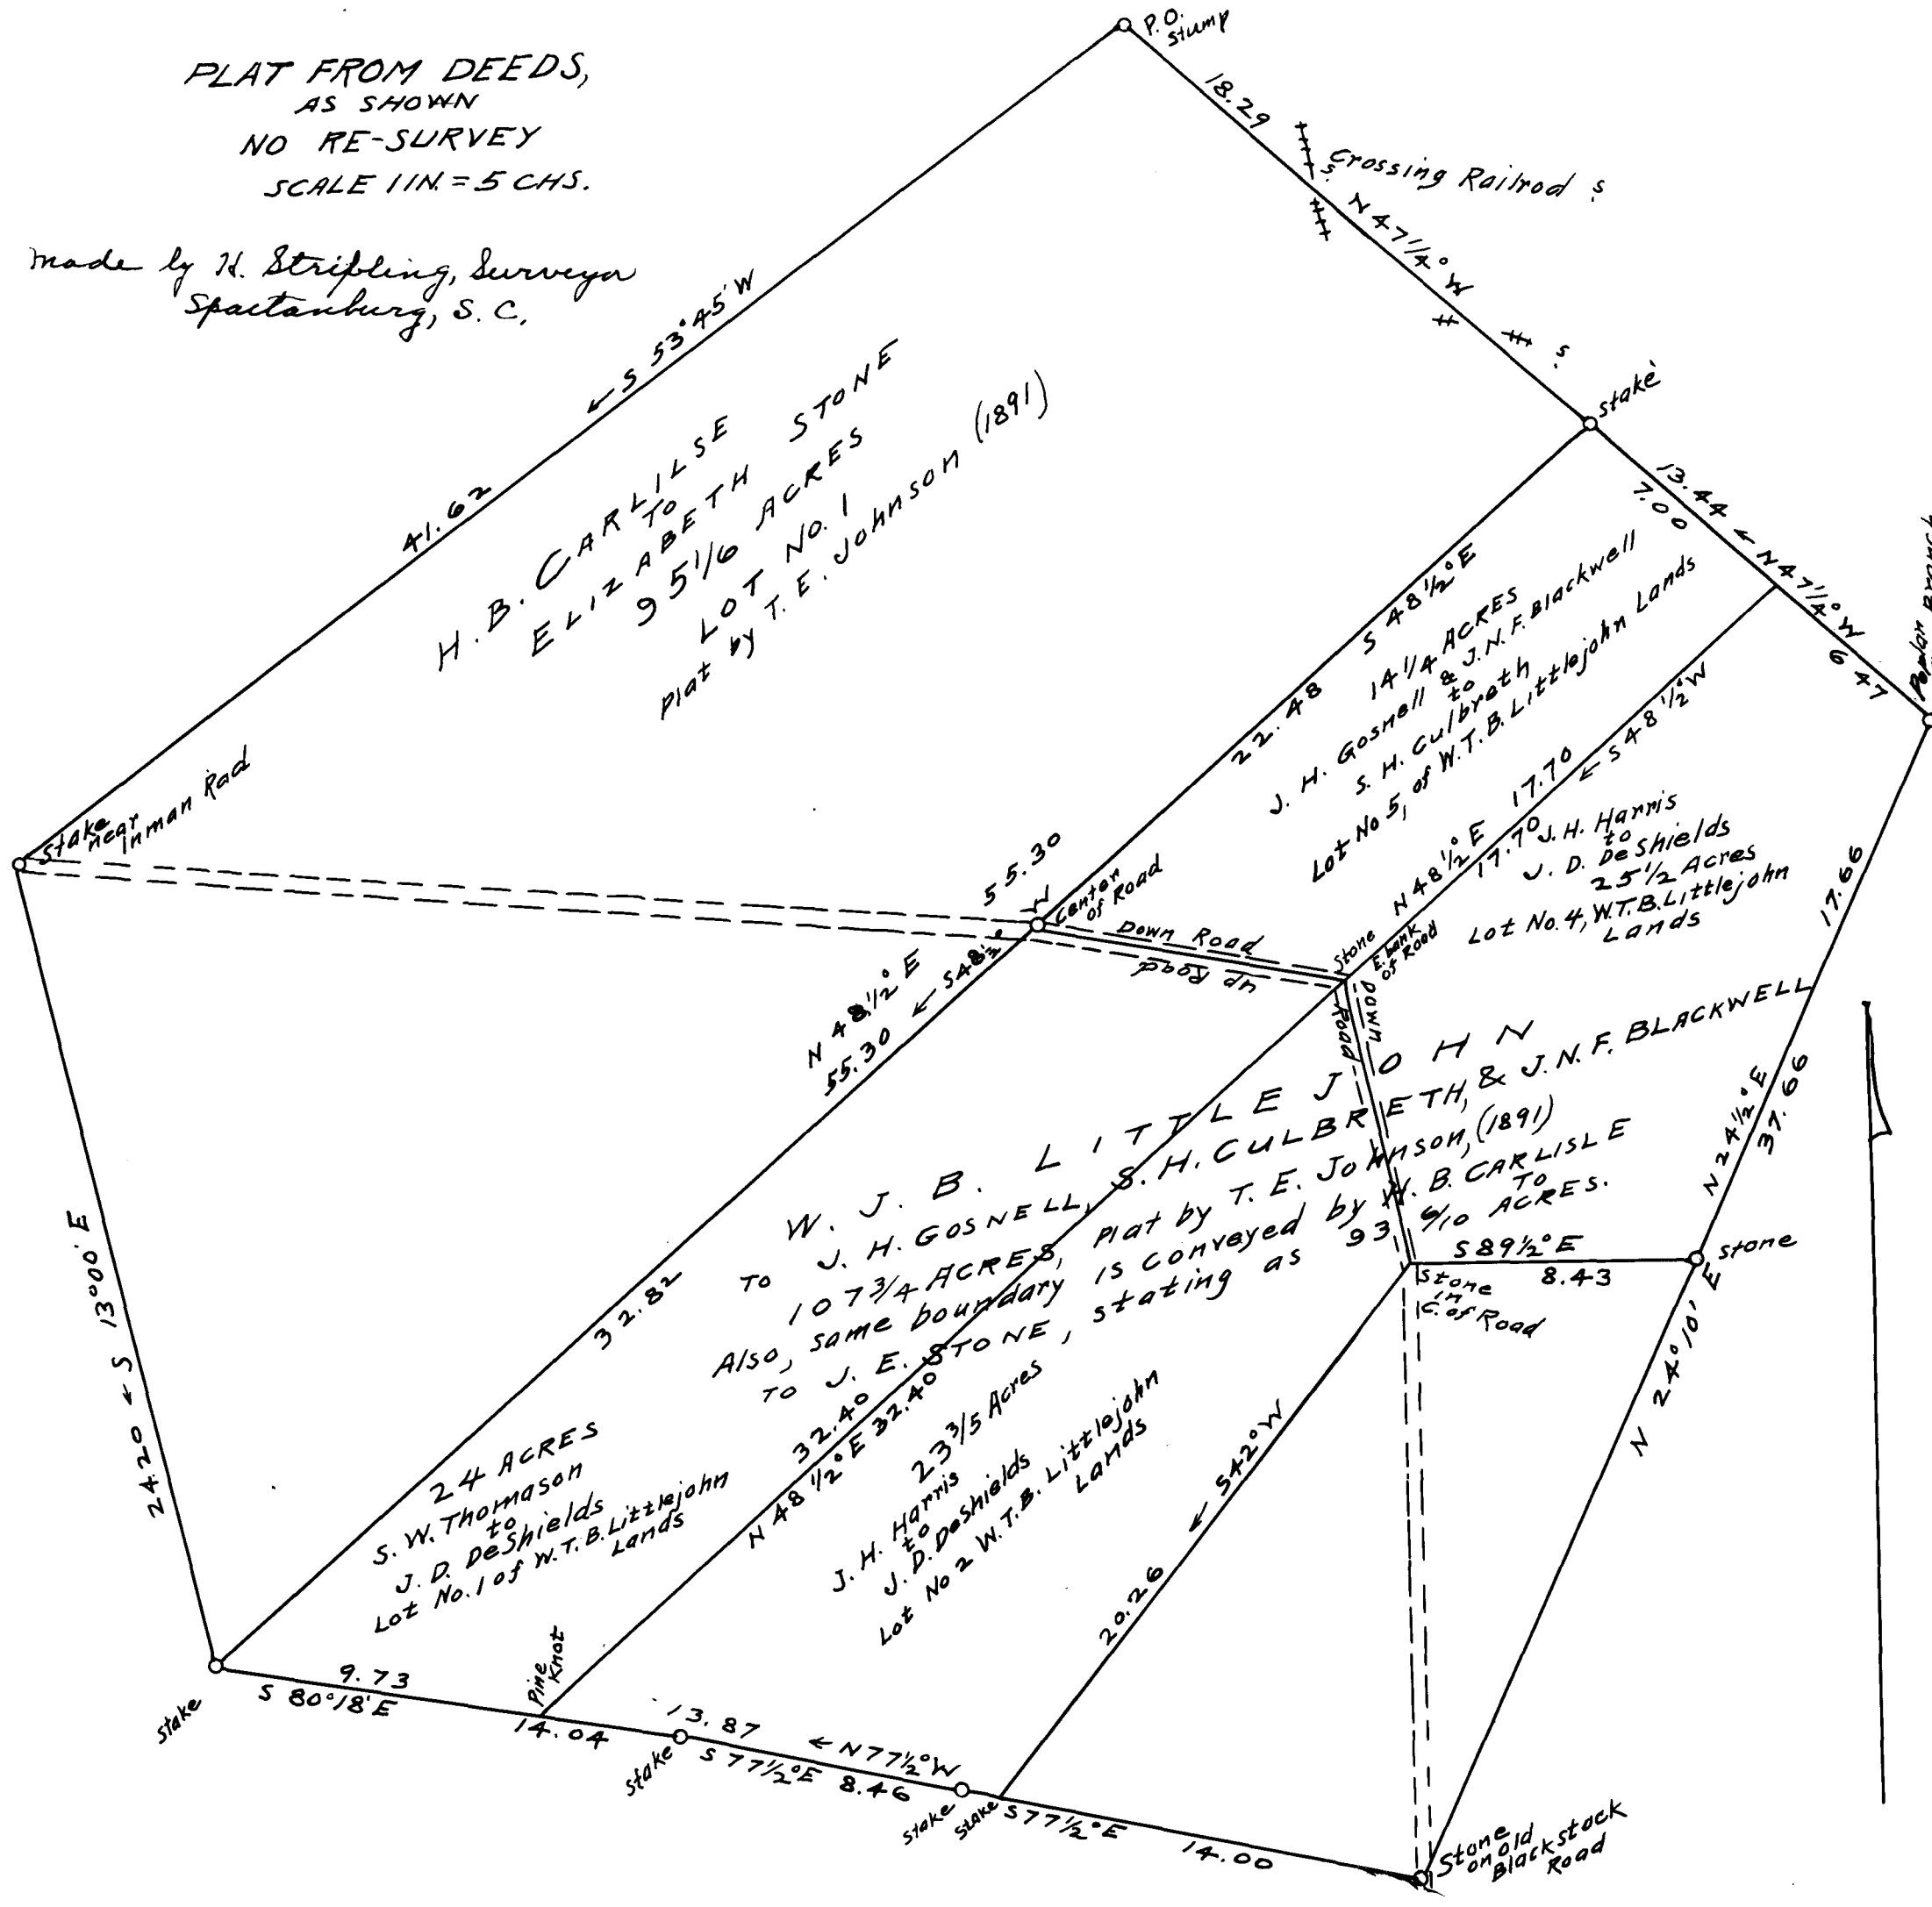 PLAT FROM DEEDS,
AS SHOWN
NO RE-SURVEY
SCALE 1 IN. = 5 CHS.
made by H. Stribling, Surveyor
Spartanburg, S. C.
P.O.
Stump
18.29
Crossing Railrod
N 47 1/4° W
Stake
S 53° 45' W
41.62
H. B. CARLILSE
TO
ELIZABETH STONE
95 1/6 ACRES
LOT NO. 1
Plat by T. E. Johnson (1891)
13.44 ← N 47 1/4° W
7.00
6 47
Poplar
S 48 1/2° E
22.48
14 1/4 ACRES
J. H. Gosnell & J. N. F. Blackwell
to
S. H. Culbreth
Lot No 5, of W. T. B. Littlejohn Lands
← S 48 1/2° W
17.70
N 48 1/2° E
17.70
J. H. Harris
to
J. D. DeShields
25 1/2 Acres
Lot No. 4, W. T. B. Littlejohn
Lands
17.66
Stake
near
Inman Rad
55.30
Center
of Road
Down Road
Up Road
Stone
E. bank
of Road
Down
Road
N 48 1/2° E
← S 48 1/2° W
55.30
W. J. B. LITTLEJOHN
TO J. H. GOSNELL, S. H. CULBRETH, & J. N. F. BLACKWELL
107 3/4 ACRES, Plat by T. E. JOHNSON, (1891)
Also, same boundary is conveyed by W. B. CARLISLE
TO
TO J. E. STONE, stating as 93 6/10 ACRES.
N 24 1/2° E
37.66
S 89 1/2° E
8.43
Stone
Stone
in
C. of Road
N 24° 10' E
24.20 ← S 13° 00' E
32.82
32.40
N 48 1/2° E 32.40
24 ACRES
S. W. Thomason
to
J. D. DeShields
Lot No. 1 of W. T. B. Littlejohn
Lands
23 3/5 Acres
J. H. Harris
to
J. D. DeShields
Lot No 2 W. T. B. Littlejohn
Lands
← S 42° W
20.26
Stake
9.73
S 80° 18' E
Pine
Knot
14.04
13.87
← N 77 1/2° W
Stake
S 77 1/2° E 8.46
Stake
Stake
S 77 1/2° E
14.00
Stone
on old
Blackstock
Road